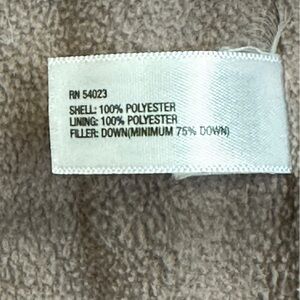 RN 54023
SHELL: 100% POLYESTER
LINING: 100% POLYESTER
FILLER: DOWN(MINIMUM 75% DOWN)